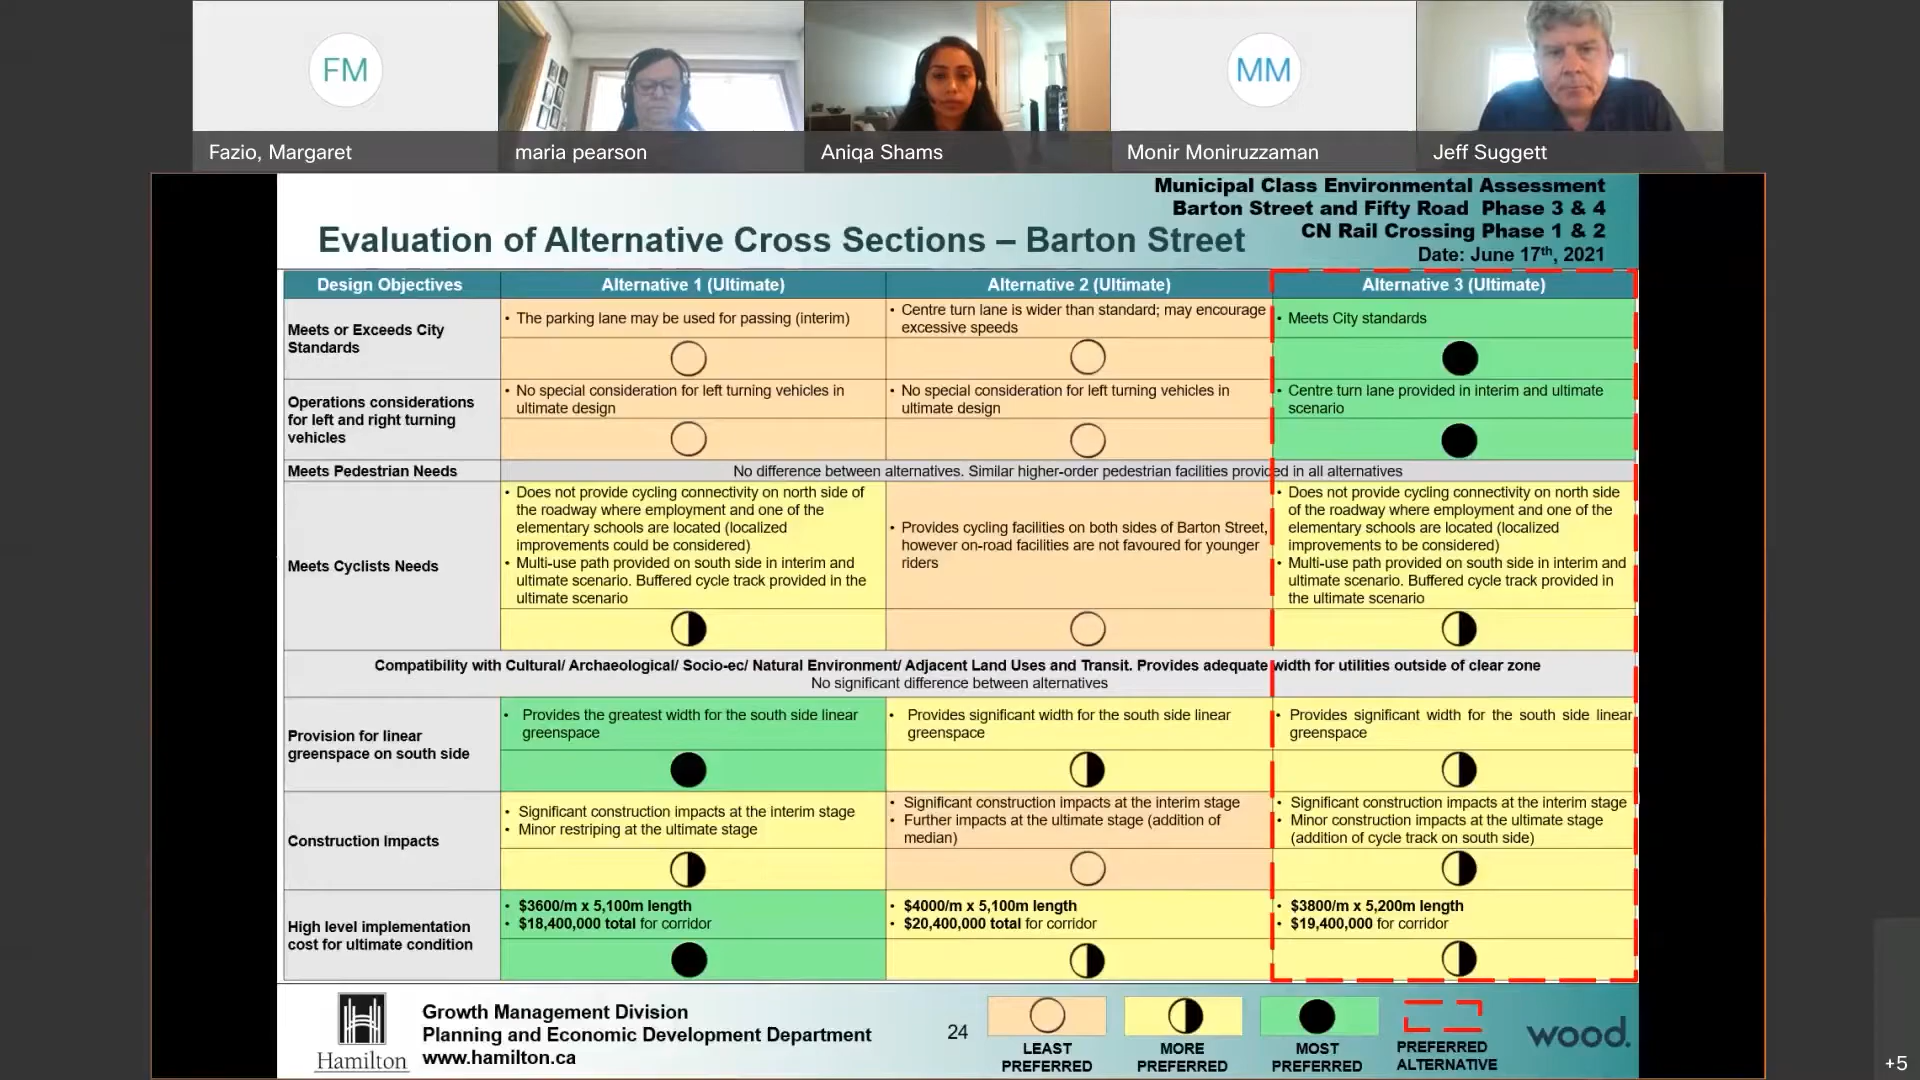 FM
MM
Fazio, Margaret
maria pearson
Aniqa Shams
Monir Moniruzzaman
Jeff Suggett
Municipal Class Environmental Assessment
Barton Street and Fifty Road Phase 3 & 4
CN Rail Crossing Phase 1 & 2
Date: June 17th, 2021
Evaluation of Alternative Cross Sections – Barton Street
Design Objectives
Alternative 1 (Ultimate)
Alternative 2 (Ultimate)
Alternative 3 (Ultimate)
Meets or Exceeds City
Standards
• The parking lane may be used for passing (interim)
• Centre turn lane is wider than standard; may encourage
excessive speeds
• Meets City standards
Operations considerations
for left and right turning
vehicles
• No special consideration for left turning vehicles in
ultimate design
• No special consideration for left turning vehicles in
ultimate design
• Centre turn lane provided in interim and ultimate
scenario
Meets Pedestrian Needs
No difference between alternatives. Similar higher-order pedestrian facilities provided in all alternatives
Meets Cyclists Needs
• Does not provide cycling connectivity on north side of
the roadway where employment and one of the
elementary schools are located (localized
improvements could be considered)
• Multi-use path provided on south side in interim and
ultimate scenario. Buffered cycle track provided in the
ultimate scenario
• Provides cycling facilities on both sides of Barton Street,
however on-road facilities are not favoured for younger
riders
• Does not provide cycling connectivity on north side
of the roadway where employment and one of the
elementary schools are located (localized
improvements to be considered)
• Multi-use path provided on south side in interim and
ultimate scenario. Buffered cycle track provided in
the ultimate scenario
Compatibility with Cultural/ Archaeological/ Socio-ec/ Natural Environment/ Adjacent Land Uses and Transit. Provides adequate width for utilities outside of clear zone
No significant difference between alternatives
Provision for linear
greenspace on south side
• Provides the greatest width for the south side linear
greenspace
• Provides significant width for the south side linear
greenspace
• Provides significant width for the south side linear
greenspace
Construction Impacts
• Significant construction impacts at the interim stage
• Minor restriping at the ultimate stage
• Significant construction impacts at the interim stage
• Further impacts at the ultimate stage (addition of
median)
• Significant construction impacts at the interim stage
• Minor construction impacts at the ultimate stage
(addition of cycle track on south side)
High level implementation
cost for ultimate condition
• $3600/m x 5,100m length
• $18,400,000 total for corridor
• $4000/m x 5,100m length
• $20,400,000 total for corridor
• $3800/m x 5,200m length
• $19,400,000 for corridor
Hamilton
Growth Management Division
Planning and Economic Development Department
www.hamilton.ca
24
LEAST
PREFERRED
MORE
PREFERRED
MOST
PREFERRED
PREFERRED
ALTERNATIVE
wood.
+5